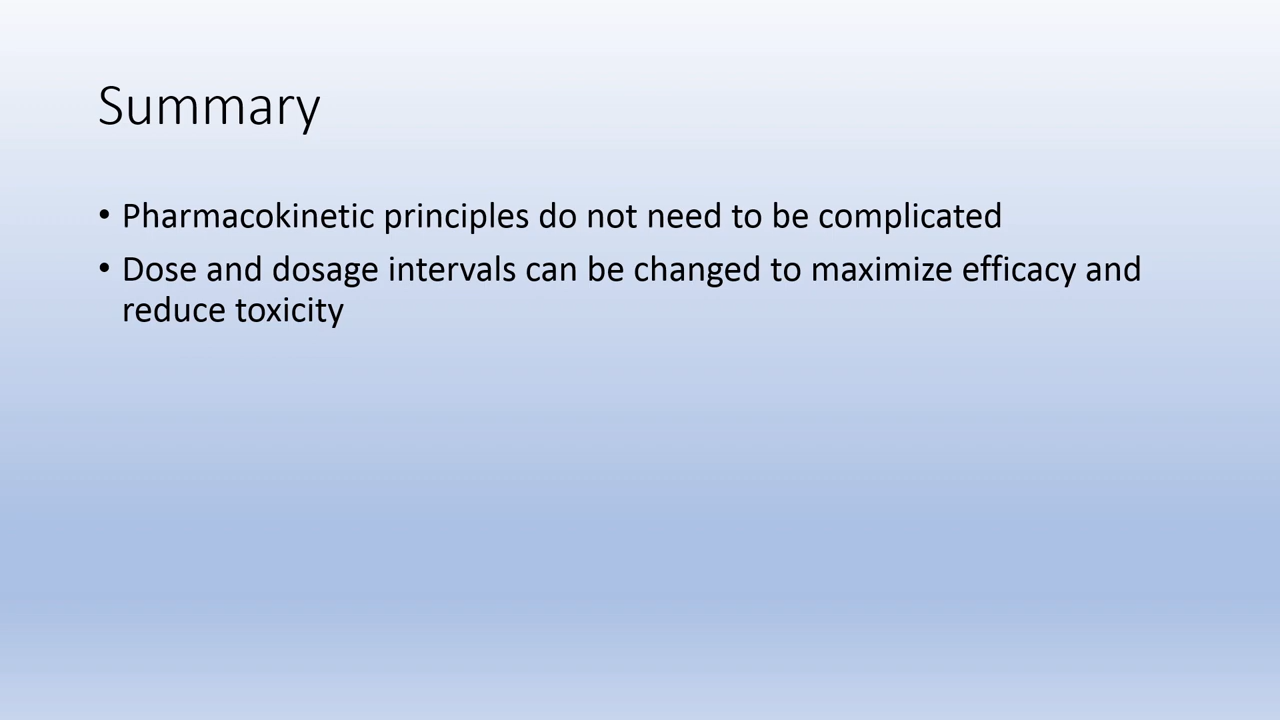 Summary
• Pharmacokinetic principles do not need to be complicated
• Dose and dosage intervals can be changed to maximize efficacy and
reduce toxicity